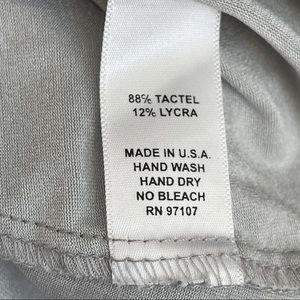 88% TACTEL
12% LYCRA
MADE IN U.S.A.
HAND WASH
HAND DRY
NO BLEACH
RN 97107